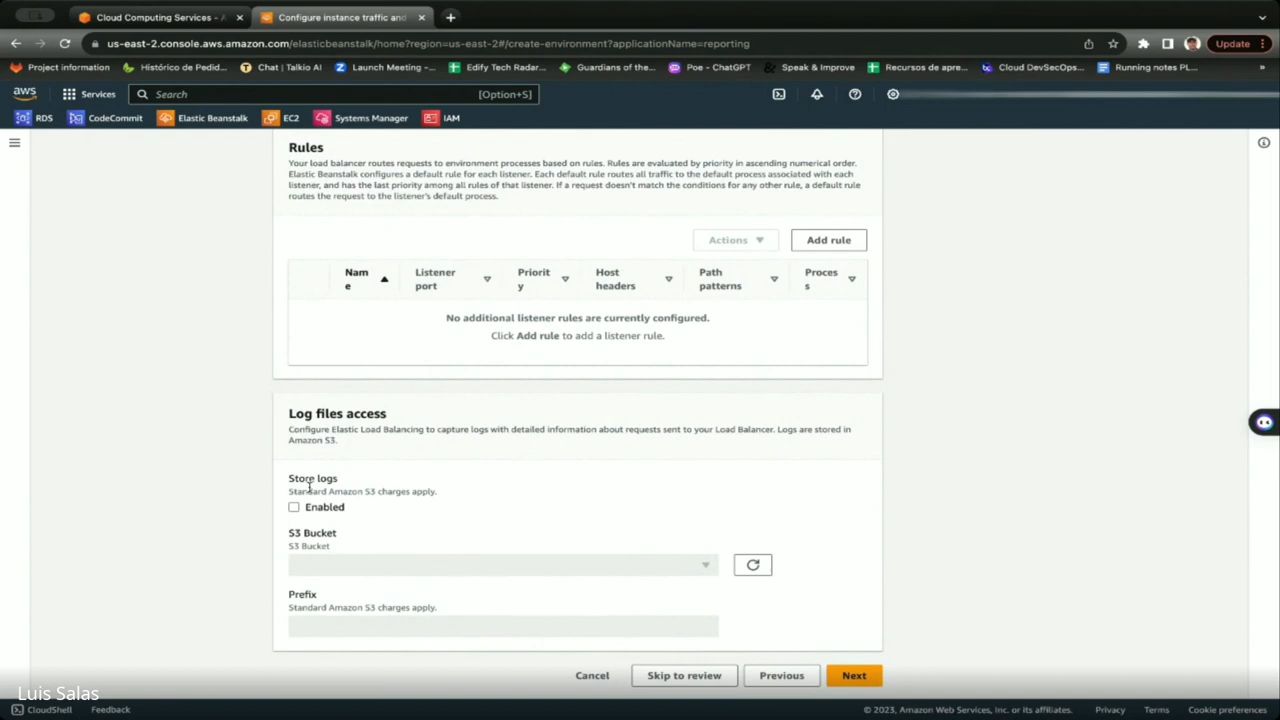 Cloud Computing Services - A
Configure instance traffic and
us-east-2.console.aws.amazon.com/elasticbeanstalk/home?region=us-east-2#/create-environment?applicationName=reporting
Update
Project information
Histórico de Pedid...
Chat | Talkio AI
Launch Meeting -...
Edify Tech Radar...
Guardians of the...
Poe - ChatGPT
Speak & Improve
Recursos de apre...
Cloud DevSecOps...
Running notes PL...
»
aws
Services
Search
[Option+S]
RDS
CodeCommit
Elastic Beanstalk
EC2
Systems Manager
IAM
Rules
Your load balancer routes requests to environment processes based on rules. Rules are evaluated by priority in ascending numerical order.
Elastic Beanstalk configures a default rule for each listener. Each default rule routes all traffic to the default process associated with each
listener, and has the last priority among all rules of that listener. If a request doesn't match the conditions for any other rule, a default rule
routes the request to the listener's default process.
Actions
Add rule
Nam
e
Listener
port
Priorit
y
Host
headers
Path
patterns
Proces
s
No additional listener rules are currently configured.
Click Add rule to add a listener rule.
Log files access
Configure Elastic Load Balancing to capture logs with detailed information about requests sent to your Load Balancer. Logs are stored in
Amazon S3.
Store logs
Standard Amazon S3 charges apply.
Enabled
S3 Bucket
S3 Bucket
Prefix
Standard Amazon S3 charges apply.
Cancel
Skip to review
Previous
Next
Luis Salas
CloudShell
Feedback
© 2023, Amazon Web Services, Inc. or its affiliates.
Privacy
Terms
Cookie preferences